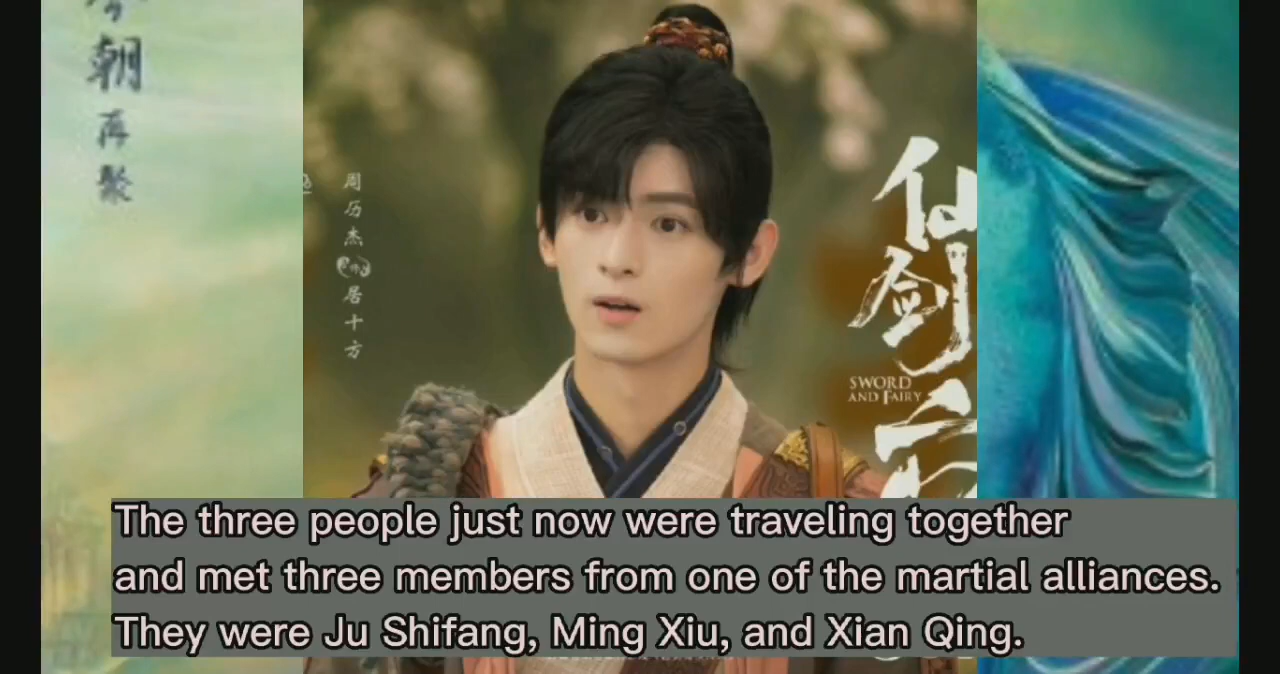 朝
再
聚
周历杰
居十方
仙剑
SWORD
AND FAIRY
The three people just now were traveling together
and met three members from one of the martial alliances.
They were Ju Shifang, Ming Xiu, and Xian Qing.